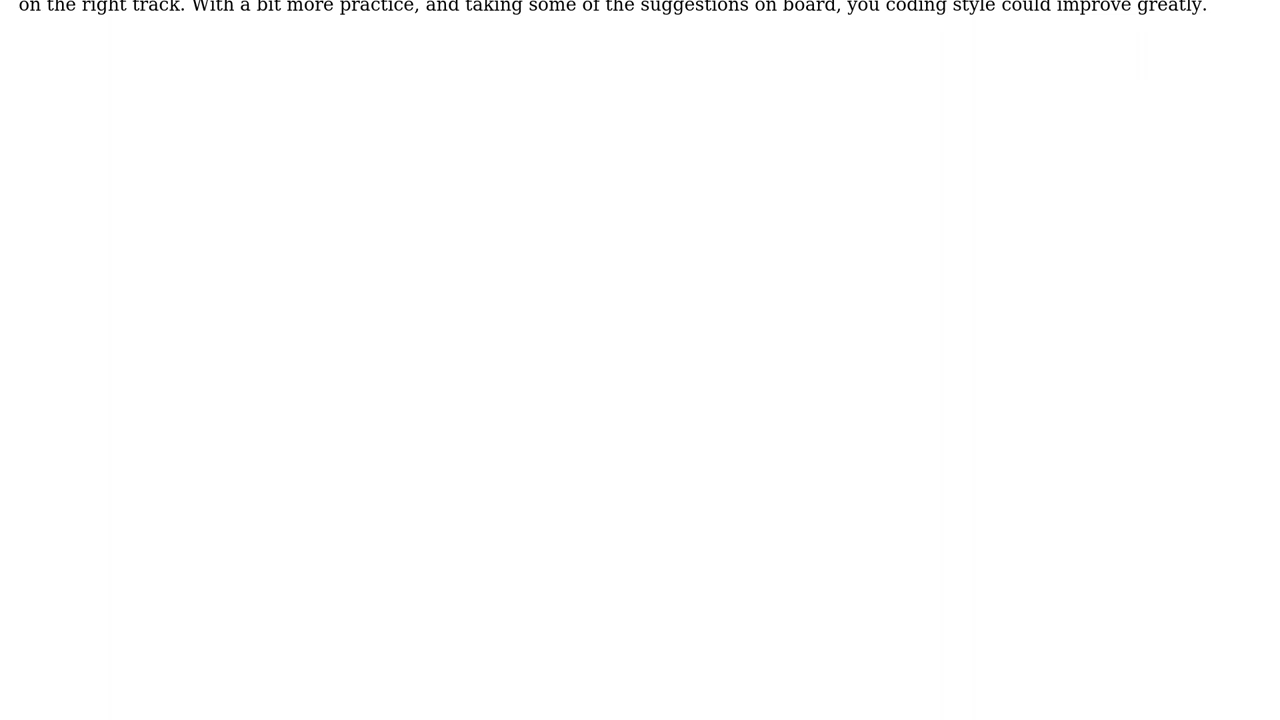 on the right track. With a bit more practice, and taking some of the suggestions on board, you coding style could improve greatly.